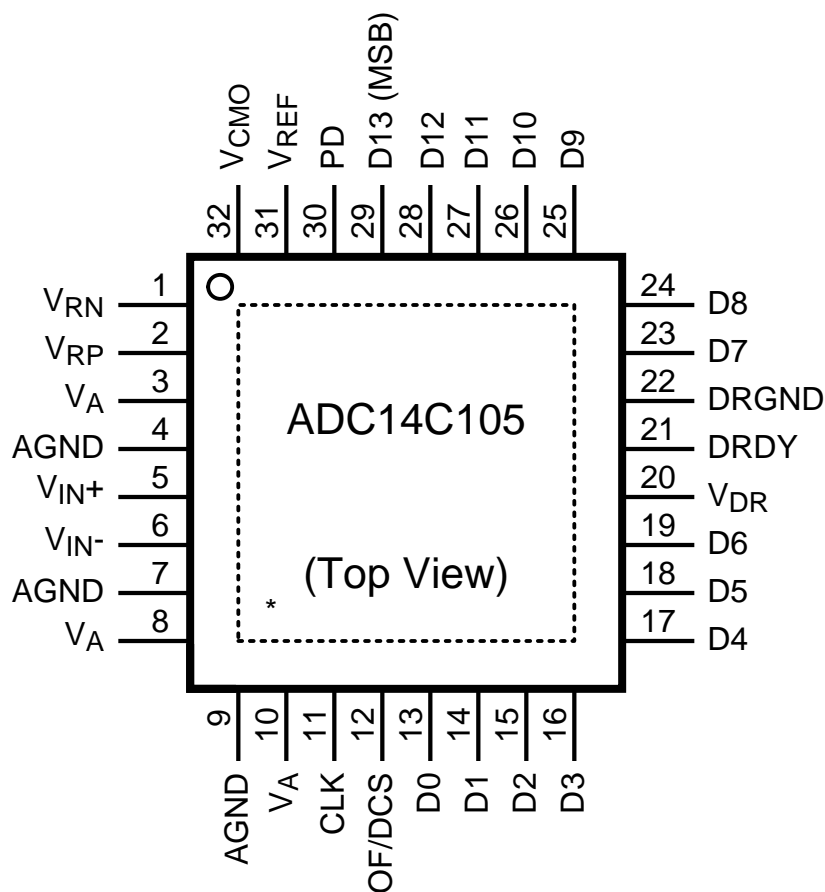 VCMO
VREF
PD
D13 (MSB)
D12
D11
D10
D9
32
31
30
29
28
27
26
25
VRN 1
VRP 2
VA 3
AGND 4
VIN+ 5
VIN- 6
AGND 7
VA 8
ADC14C105
(Top View)
*
24 D8
23 D7
22 DRGND
21 DRDY
20 VDR
19 D6
18 D5
17 D4
9
10
11
12
13
14
15
16
AGND
VA
CLK
OF/DCS
D0
D1
D2
D3